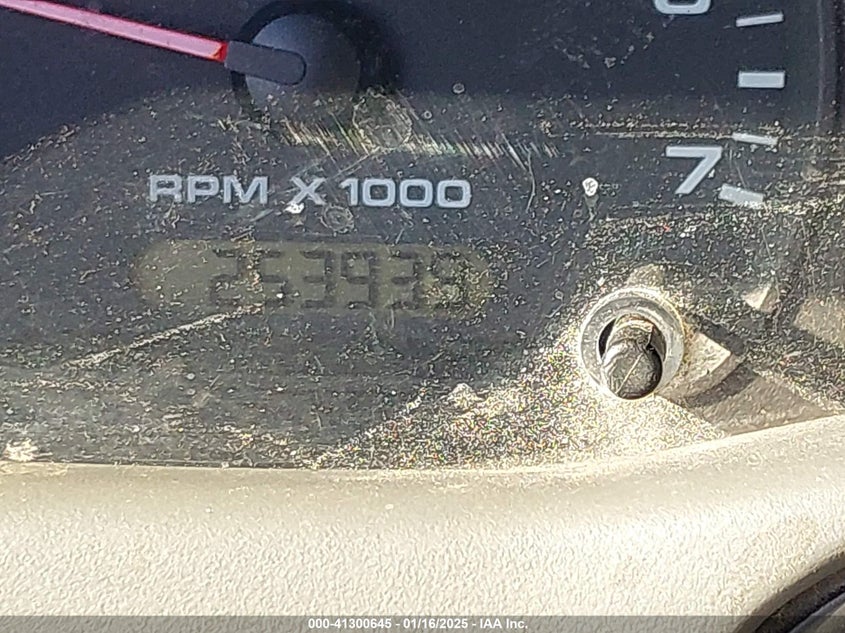 7
RPM X 1000
253939
000-41300645 - 01/16/2025 - IAA Inc.